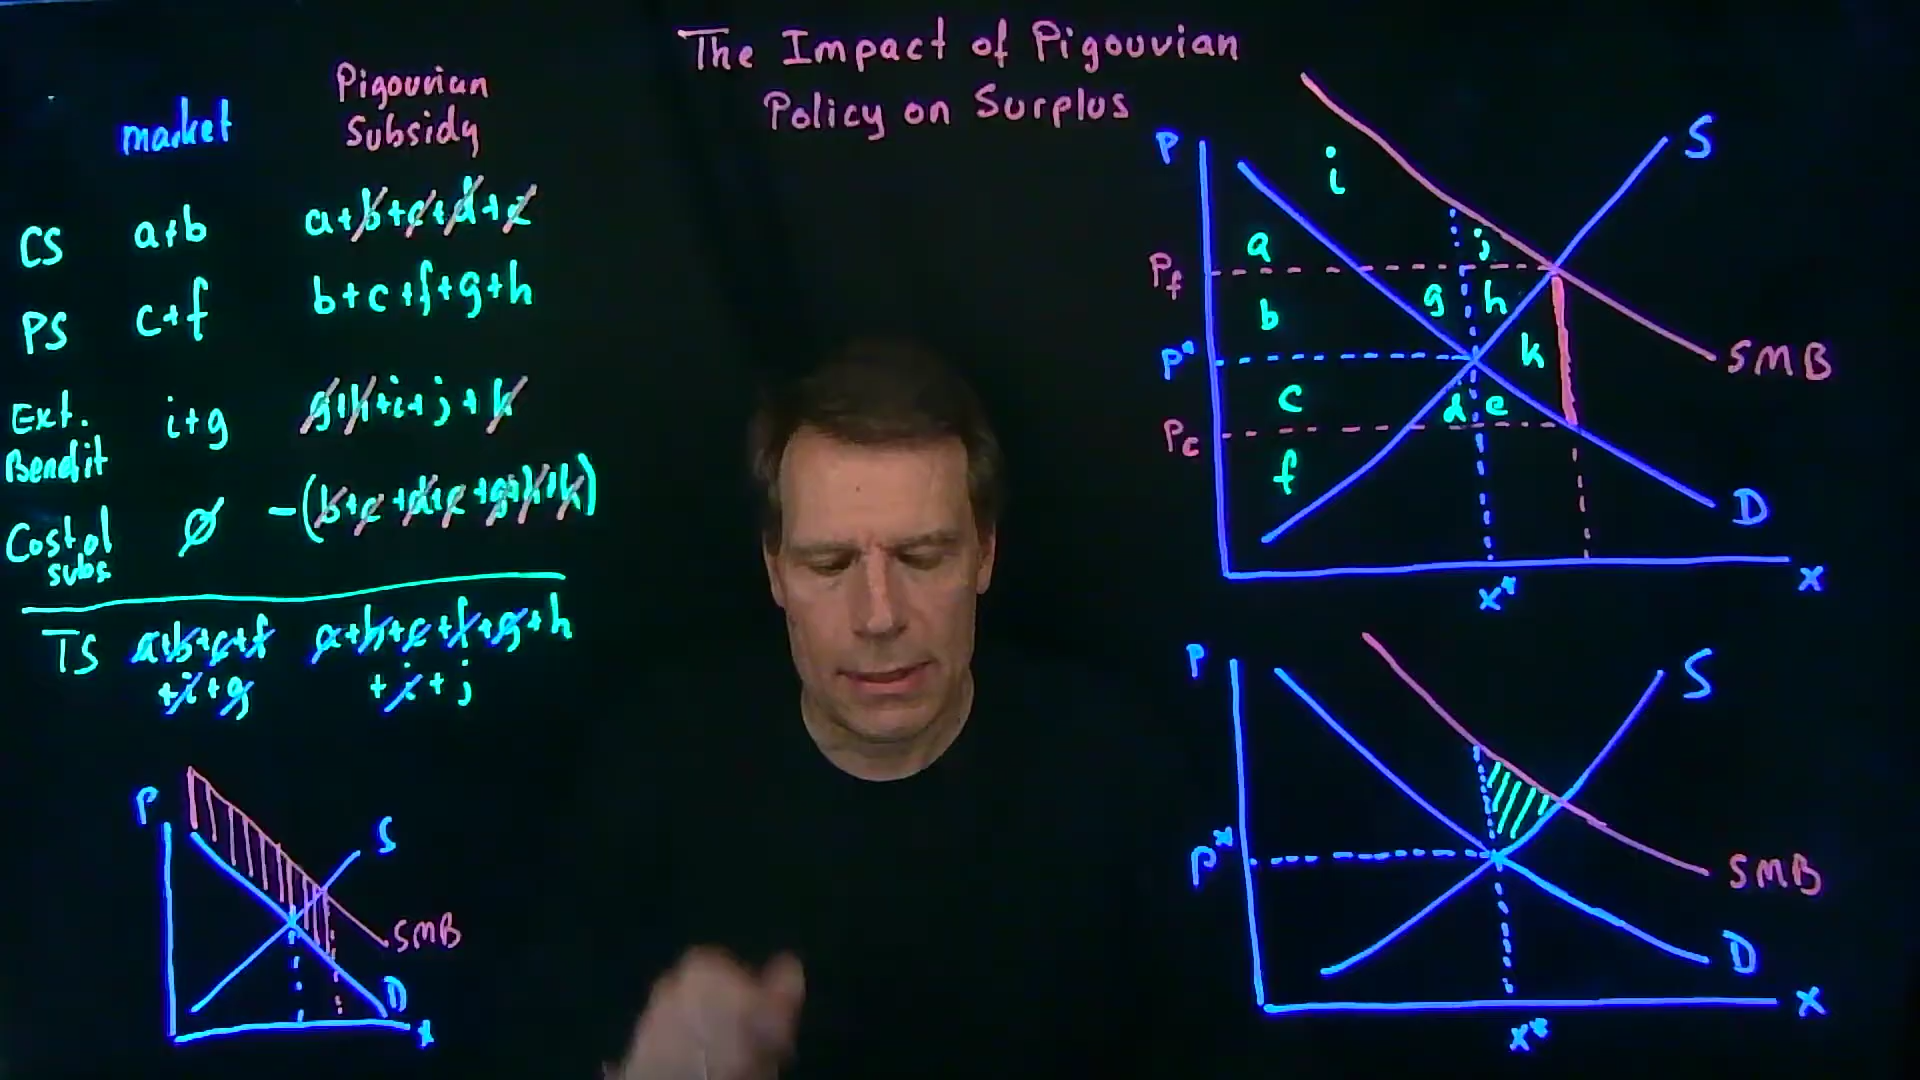 The Impact of Pigouvian
Policy on Surplus
market
Pigouvian
Subsidy
CS
a+b
a+b+c+d+e
PS
c+f
b+c+f+g+h
Ext.
Benefit
i+g
g+h+i+j+k
Cost of
subs
∅
-(b+c+d+e+g+h+k)
TS
a+b+c+f
+i+g
a+b+c+f+g+h
+i+j
P
S
SMB
D
x
P
i
S
a
j
Pf
g
h
b
k
SMB
P*
c
d
e
Pc
f
D
x*
x
P
S
P*
SMB
D
x
x*